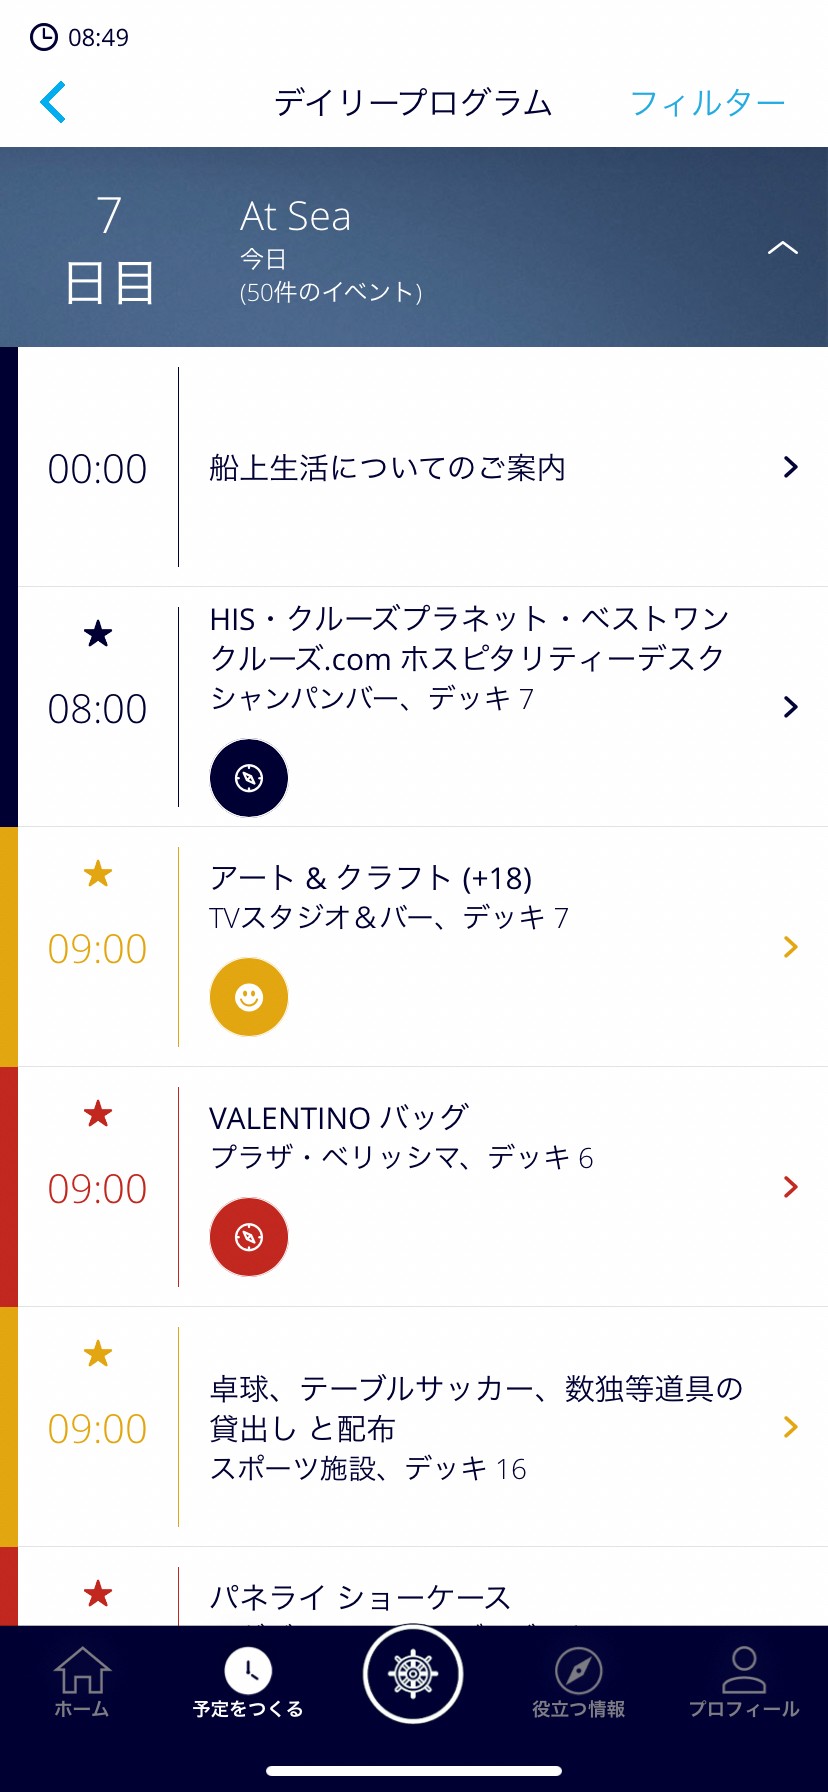 08:49
デイリープログラム
フィルター
7
日目
At Sea
今日
(50件のイベント)
00:00
船上生活についてのご案内
08:00
HIS・クルーズプラネット・ベストワン
クルーズ.com ホスピタリティーデスク
シャンパンバー、デッキ 7
09:00
アート & クラフト (+18)
TVスタジオ＆バー、デッキ 7
09:00
VALENTINO バッグ
プラザ・ベリッシマ、デッキ 6
09:00
卓球、テーブルサッカー、数独等道具の
貸出し と配布
スポーツ施設、デッキ 16
パネライ ショーケース
ホーム
予定をつくる
役立つ情報
プロフィール